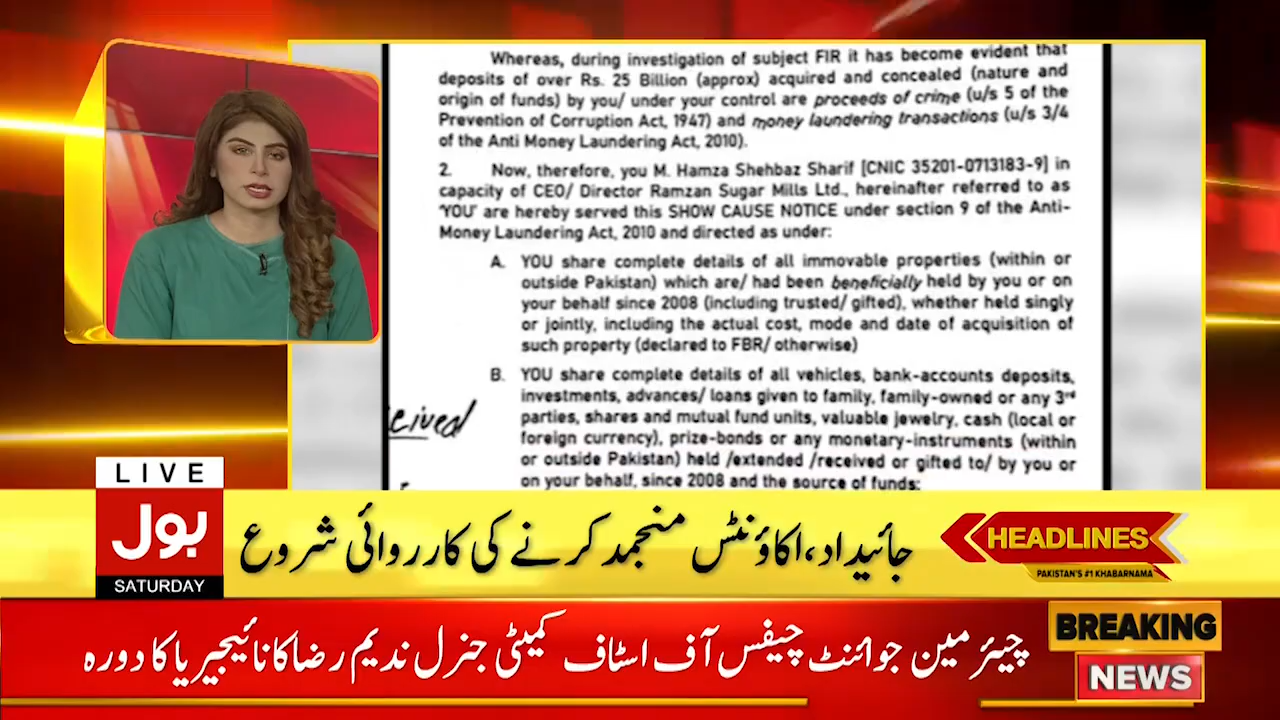 Whereas, during investigation of subject FIR it has become evident that
deposits of over Rs. 25 Billion (approx) acquired and concealed (nature and
origin of funds) by you/ under your control are proceeds of crime (u/s 5 of the
Prevention of Corruption Act, 1947) and money laundering transactions (u/s 3/4
of the Anti Money Laundering Act, 2010).
2. Now, therefore, you M. Hamza Shehbaz Sharif [CNIC 35201-0713183-9] in
capacity of CEO/ Director Ramzan Sugar Mills Ltd., hereinafter referred to as
'YOU' are hereby served this SHOW CAUSE NOTICE under section 9 of the Anti-
Money Laundering Act, 2010 and directed as under:
A. YOU share complete details of all immovable properties (within or
outside Pakistan) which are/ had been beneficially held by you or on
your behalf since 2008 (including trusted/ gifted), whether held singly
or jointly, including the actual cost, mode and date of acquisition of
such property (declared to FBR/ otherwise)
B. YOU share complete details of all vehicles, bank-accounts deposits,
investments, advances/ loans given to family, family-owned or any 3rd
parties, shares and mutual fund units, valuable jewelry, cash (local or
foreign currency), prize-bonds or any monetary-instruments (within
or outside Pakistan) held /extended /received or gifted to/ by you or
on your behalf, since 2008 and the source of funds:
eived
LIVE
بول
SATURDAY
جائیداد، اکاؤنٹس منجمد کرنے کی کارروائی شروع
HEADLINES
PAKISTAN'S #1 KHABARNAMA
چیئرمین جوائنٹ چیفس آف اسٹاف کمیٹی جنرل ندیم رضا کا نائیجیریا کا دورہ
BREAKING
NEWS